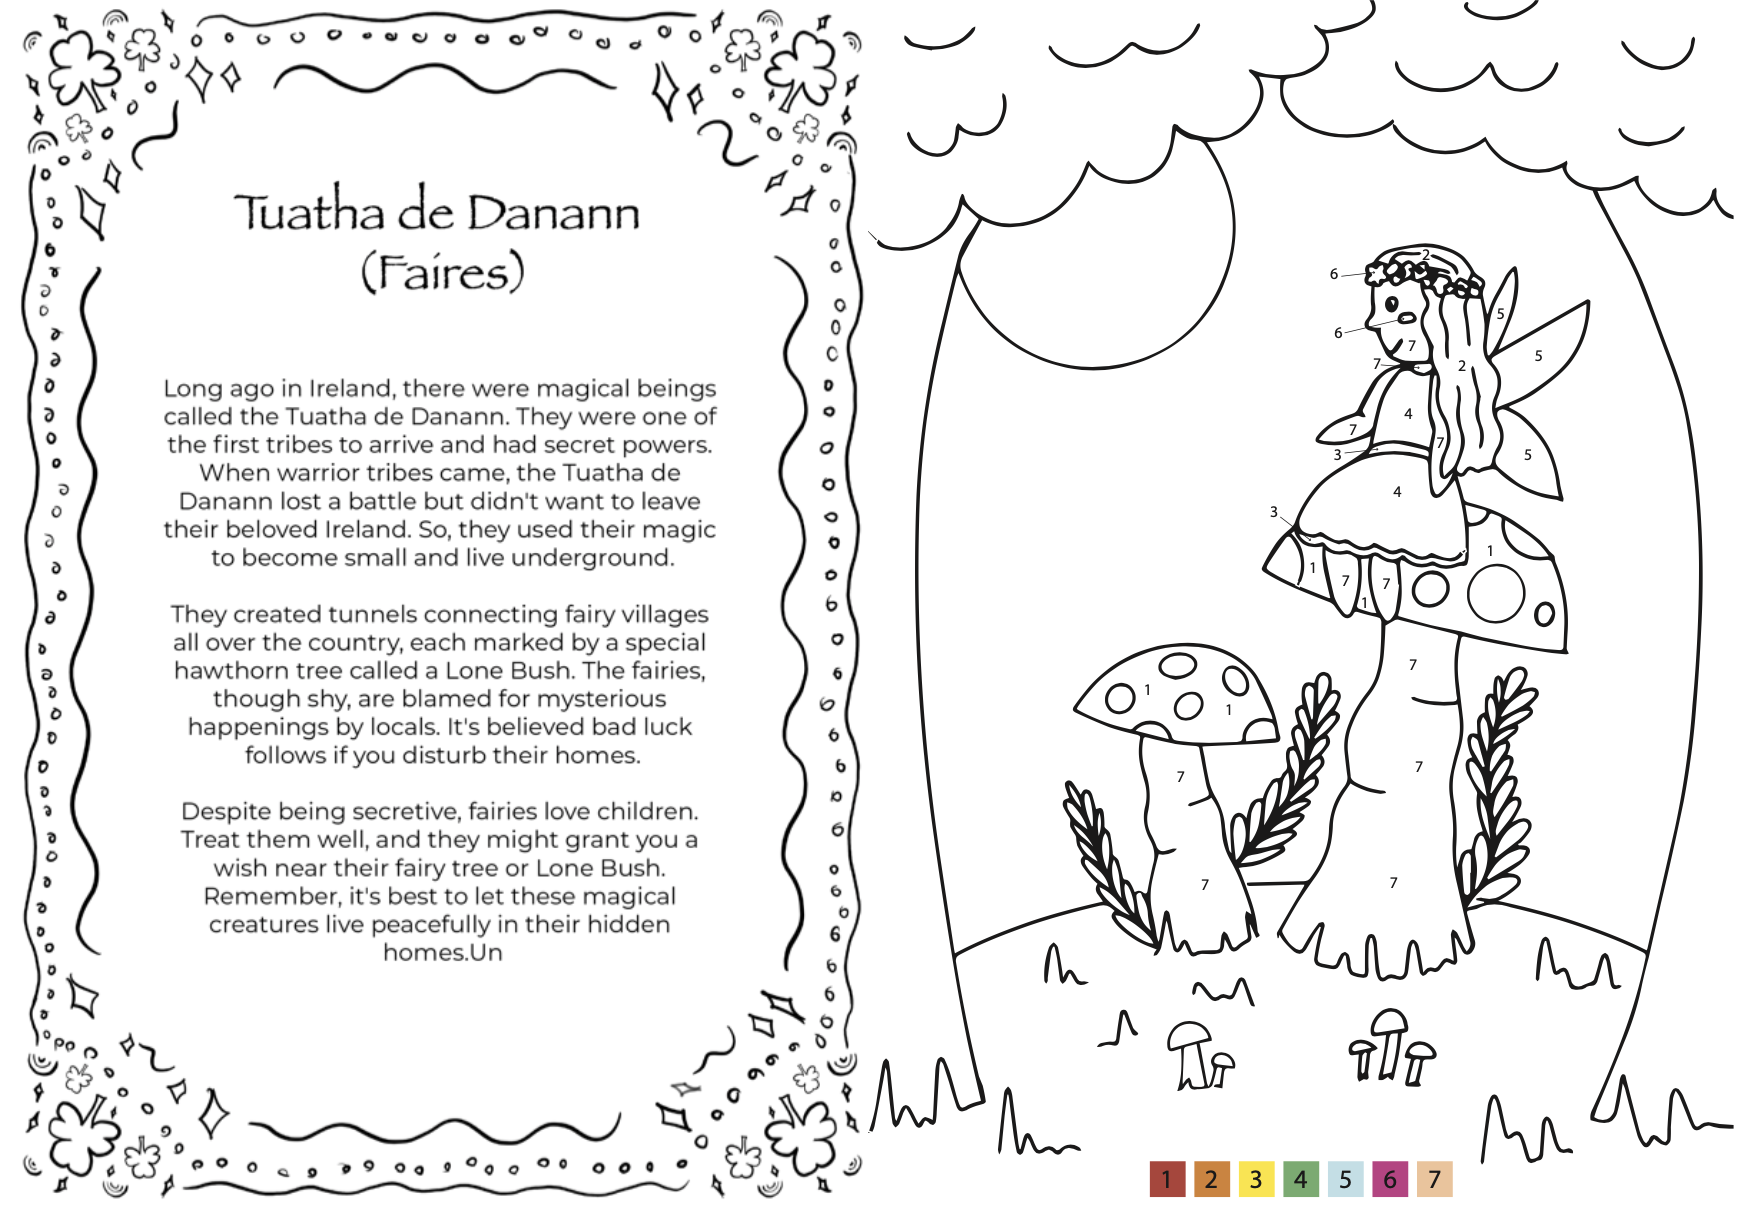 Tuatha de Danann
(Faires)
Long ago in Ireland, there were magical beings
called the Tuatha de Danann. They were one of
the first tribes to arrive and had secret powers.
When warrior tribes came, the Tuatha de
Danann lost a battle but didn't want to leave
their beloved Ireland. So, they used their magic
to become small and live underground.
They created tunnels connecting fairy villages
all over the country, each marked by a special
hawthorn tree called a Lone Bush. The fairies,
though shy, are blamed for mysterious
happenings by locals. It's believed bad luck
follows if you disturb their homes.
Despite being secretive, fairies love children.
Treat them well, and they might grant you a
wish near their fairy tree or Lone Bush.
Remember, it's best to let these magical
creatures live peacefully in their hidden
homes.Un
2
6
5
6
7
5
7
2
4
7
7
3
5
4
3
1
1
7
7
1
7
1
1
7
7
7
7
1 2 3 4 5 6 7